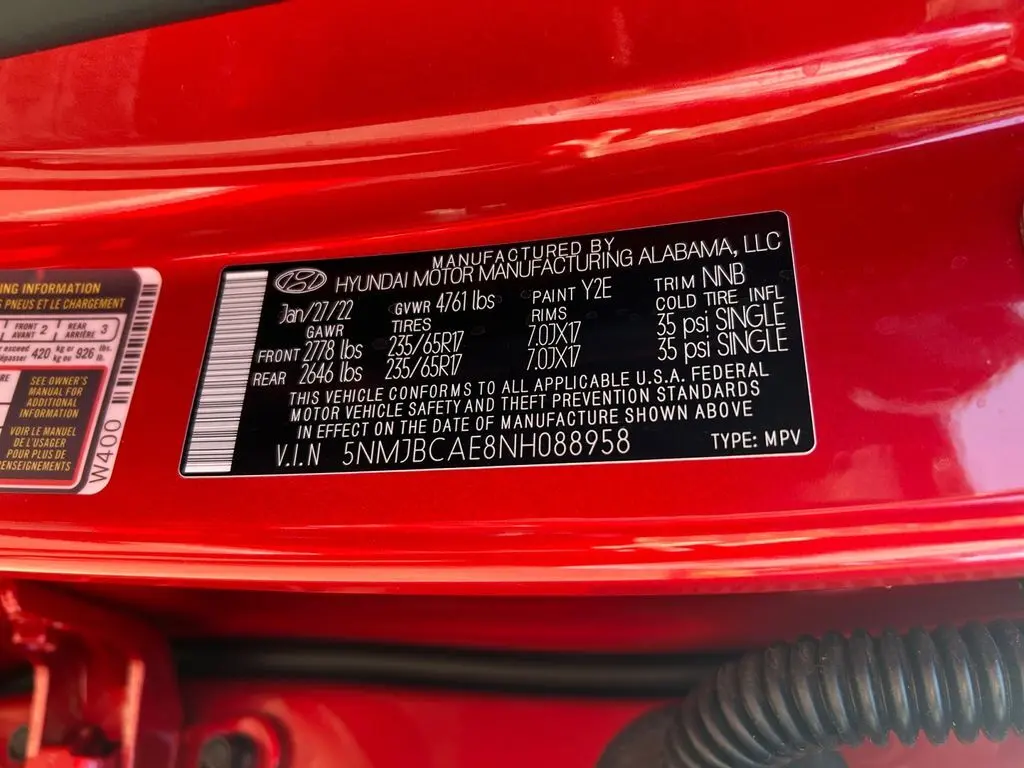 ING INFORMATION
S PNEUS ET LE CHARGEMENT
FRONT AVANT 2 REAR ARRIÈRE 3
exceed 420 kg or kg ou 926 lb.
SEE OWNER'S
MANUAL FOR
ADDITIONAL
INFORMATION
VOIR LE MANUEL
DE L'USAGER
POUR PLUS DE
RENSEIGNEMENTS
W400
MANUFACTURED BY
HYUNDAI MOTOR MANUFACTURING ALABAMA, LLC
Jan/27/22 GVWR 4761 lbs PAINT Y2E TRIM NNB
GAWR TIRES RIMS COLD TIRE INFL
FRONT 2778 lbs 235/65R17 7.0JX17 35 psi SINGLE
REAR 2646 lbs 235/65R17 7.0JX17 35 psi SINGLE
THIS VEHICLE CONFORMS TO ALL APPLICABLE U.S.A. FEDERAL
MOTOR VEHICLE SAFETY AND THEFT PREVENTION STANDARDS
IN EFFECT ON THE DATE OF MANUFACTURE SHOWN ABOVE
V.I.N 5NMJBCAE8NH088958 TYPE: MPV